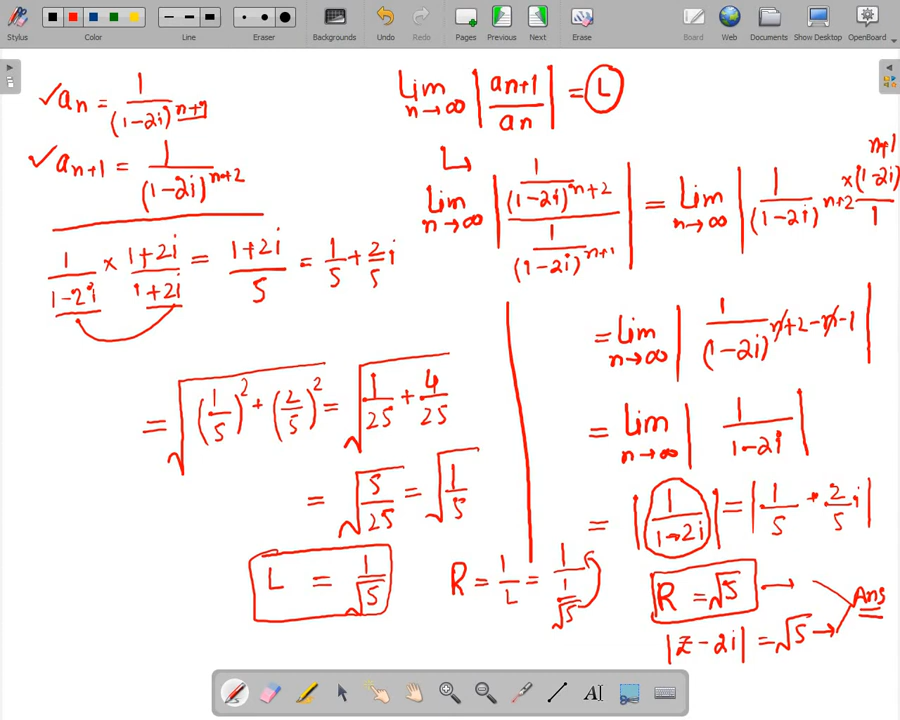 Stylus Color Line Eraser Backgrounds Undo Redo Pages Previous Next Erase Board Web Documents Show Desktop OpenBoard
✓ aₙ = 1/(1-2i)ⁿ⁺¹
✓ aₙ₊₁ = 1/(1-2i)ⁿ⁺²
1/(1-2i) × (1+2i)/(1+2i) = (1+2i)/5 = 1/5 + 2/5 i
= √((1/5)² + (2/5)²) = √(1/25 + 4/25)
= √(5/25) = √(1/5)
L = 1/√5
Lim n→∞ |aₙ₊₁/aₙ| = L
↳
Lim n→∞ |(1/(1-2i)ⁿ⁺²)/(1/(1-2i)ⁿ⁺¹)| = Lim n→∞ |1/(1-2i)ⁿ⁺² × (1-2i)ⁿ⁺¹/1
= Lim n→∞ |1/(1-2i)ⁿ⁺²⁻ⁿ⁻¹|
= Lim n→∞ |1/(1-2i)|
= |1/(1-2i)| = |1/5 + 2/5 i|
R = 1/L = 1/(1/√5)
R = √5 → Ans
|z-2i| = √5 →